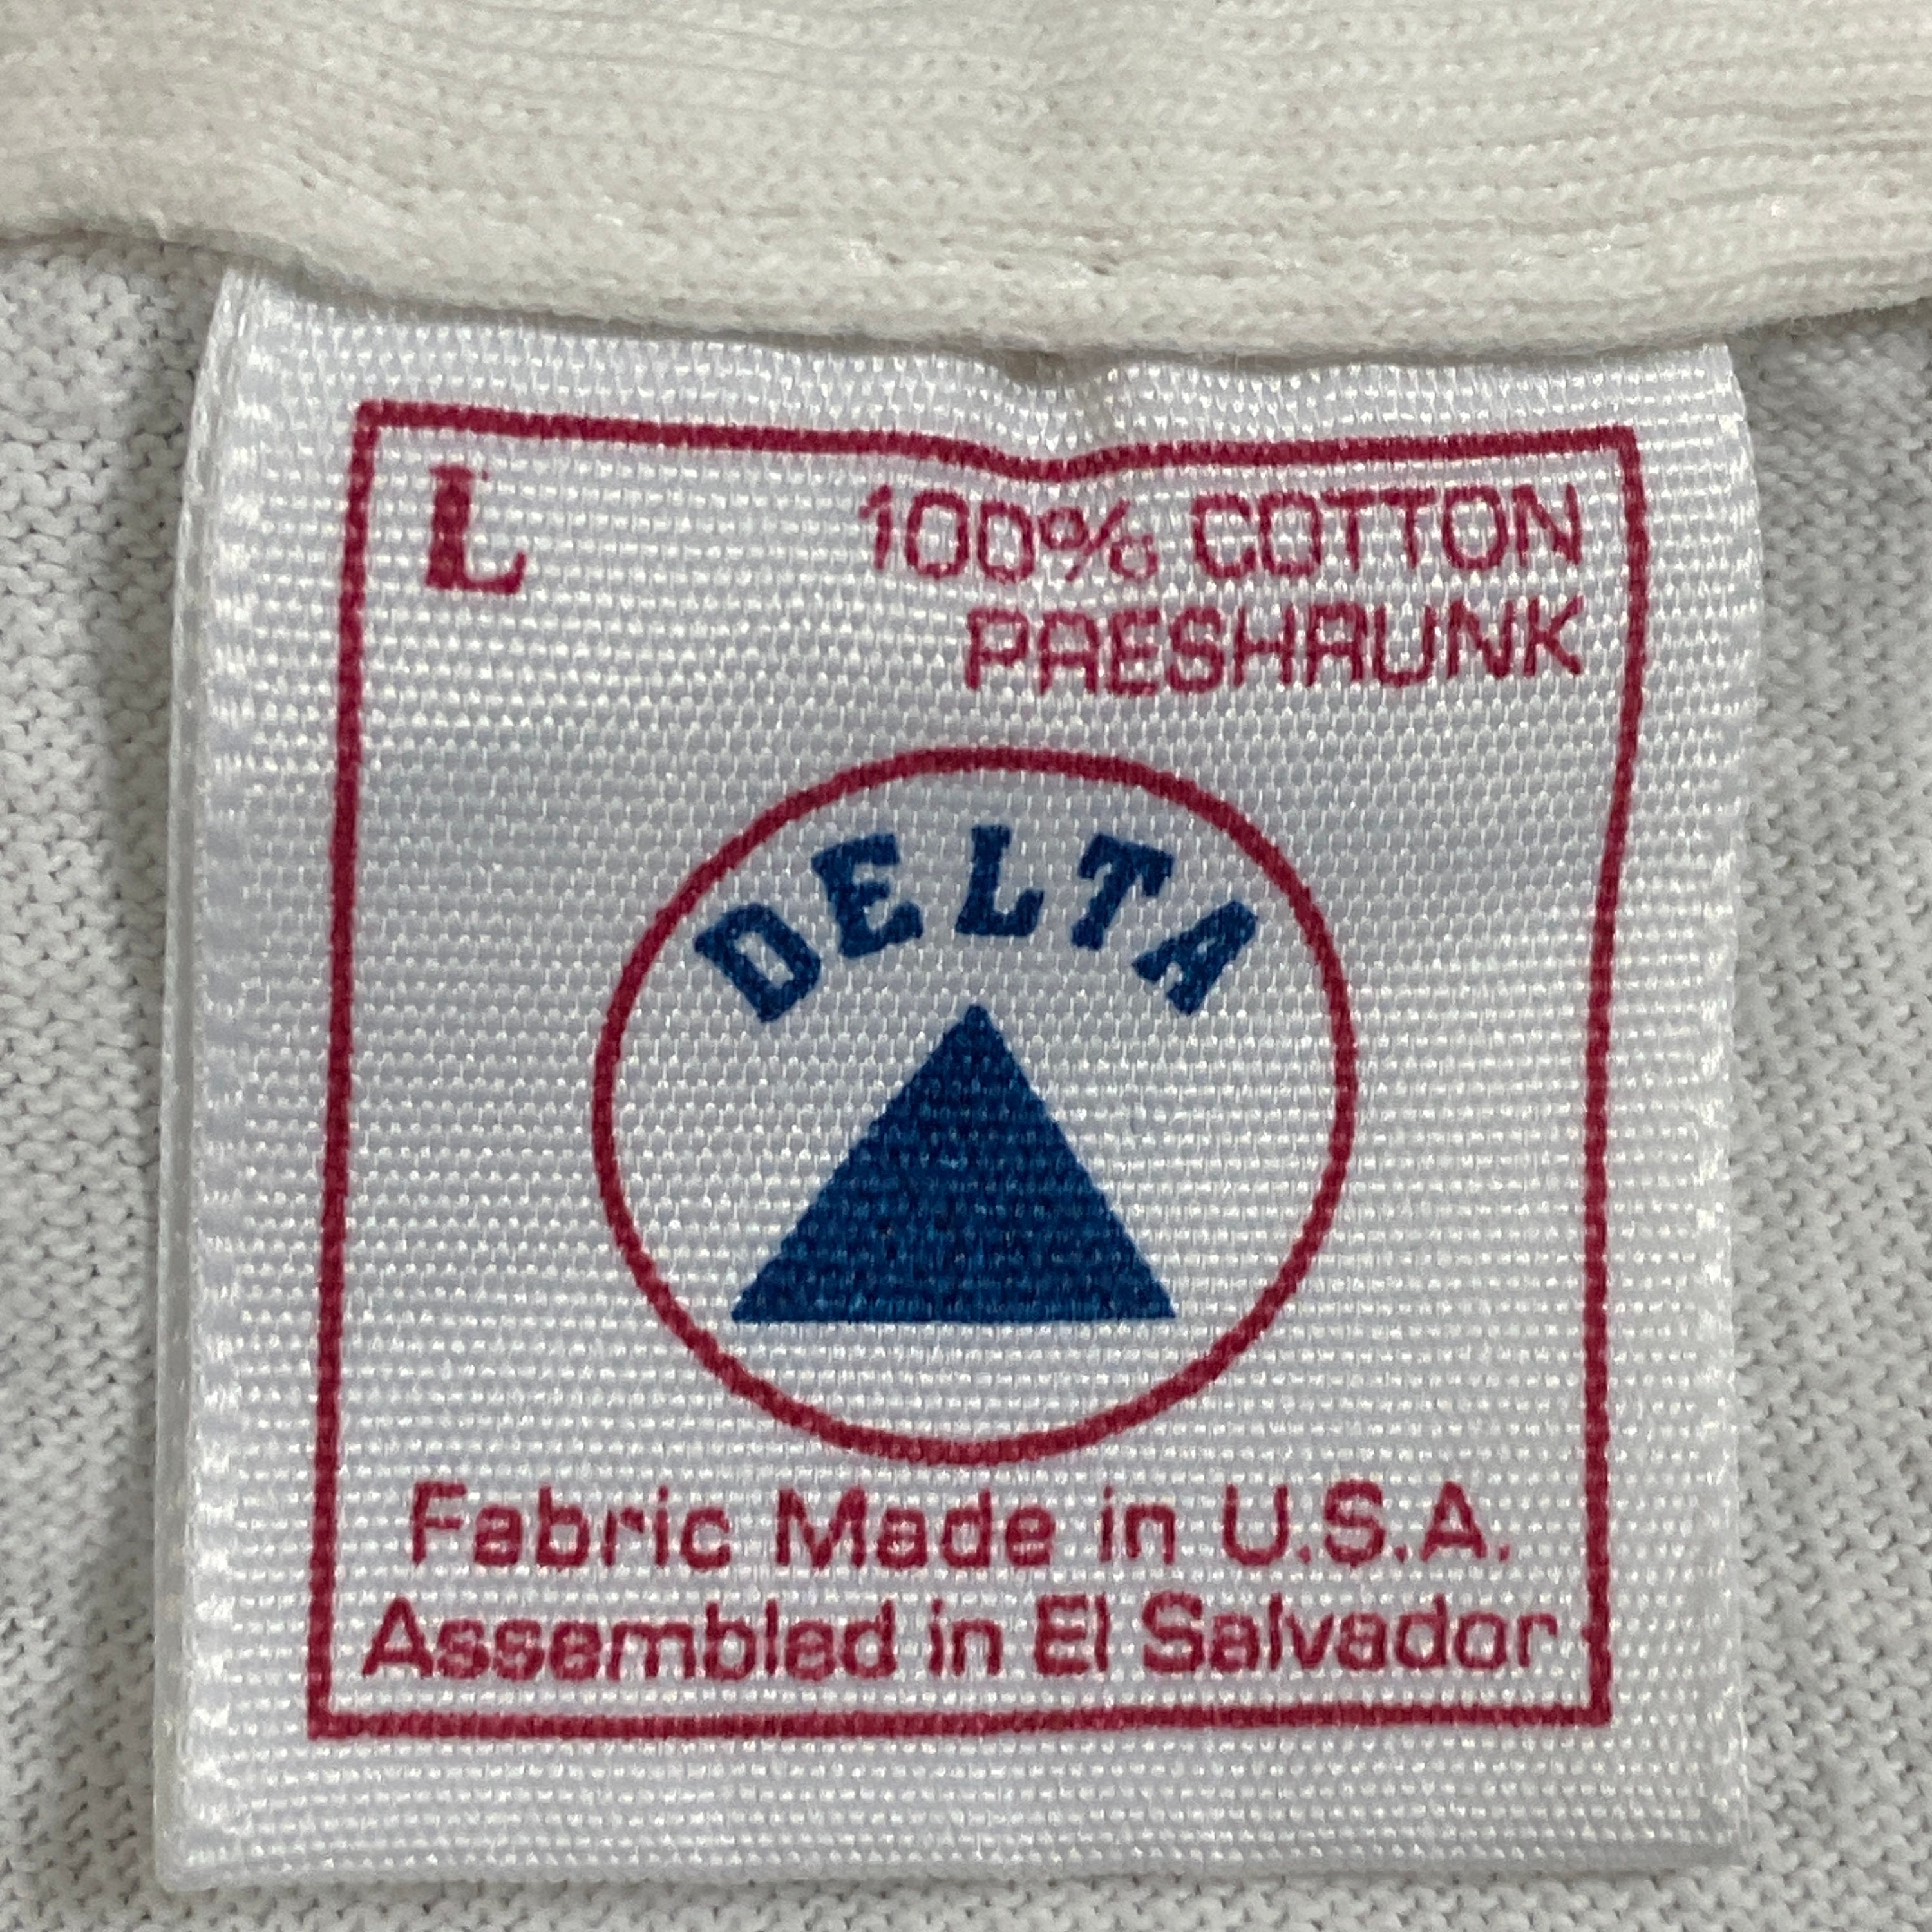 L
100% COTTON
PRESHRUNK
DELTA
Fabric Made in U.S.A.
Assembled in El Salvador